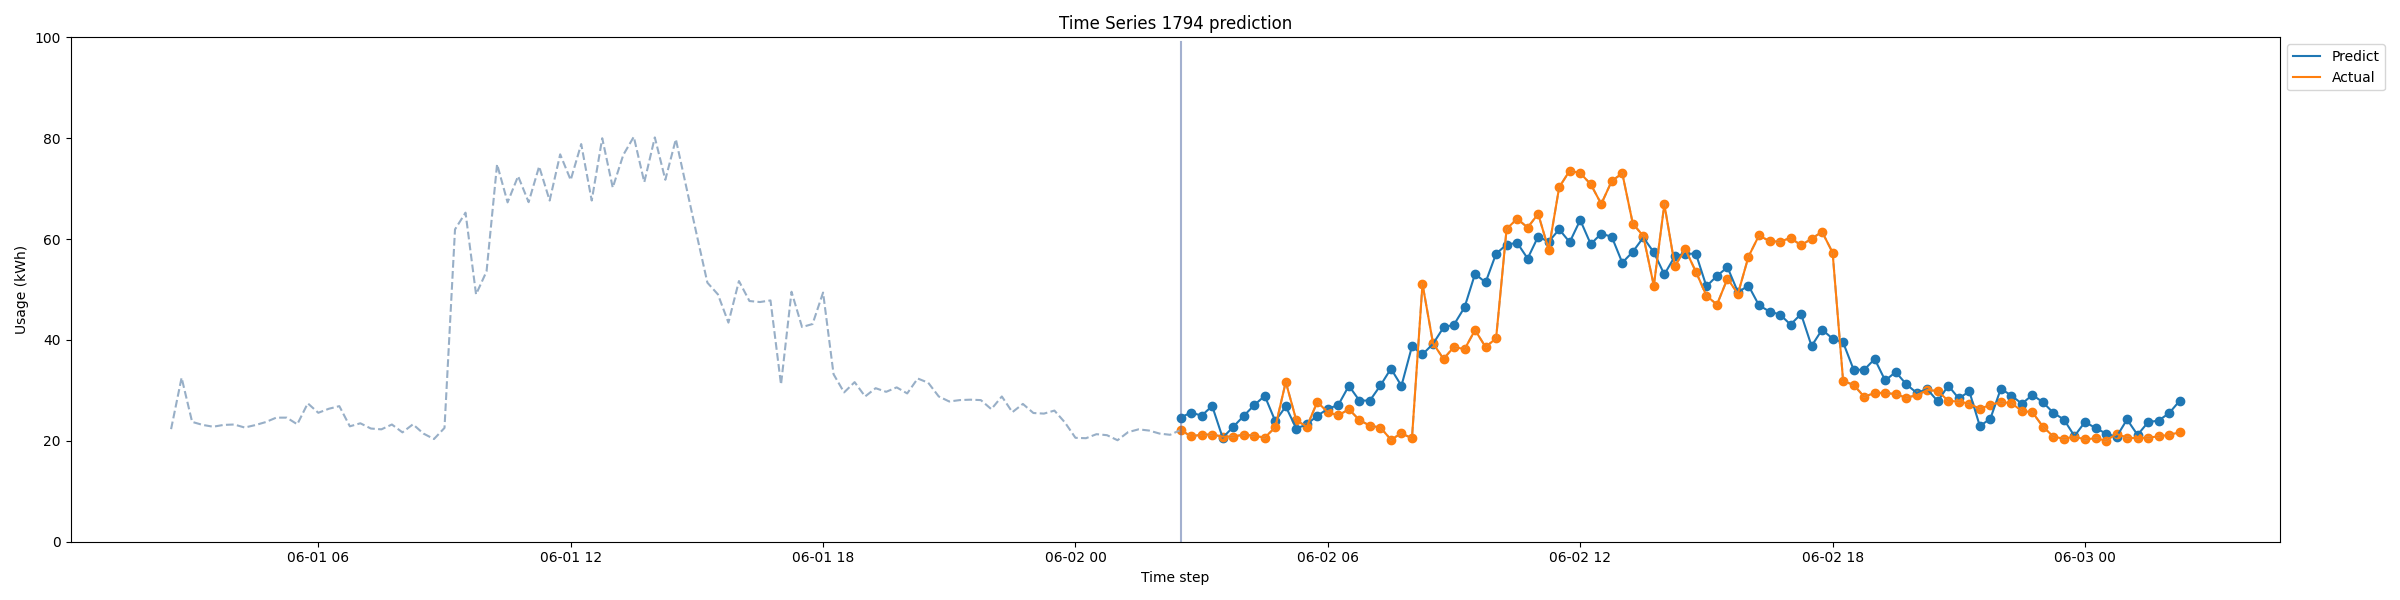 Time Series 1794 prediction
100
80
60
40
20
0
Usage (kWh)
06-01 06
06-01 12
06-01 18
06-02 00
06-02 06
06-02 12
06-02 18
06-03 00
Time step
Predict
Actual